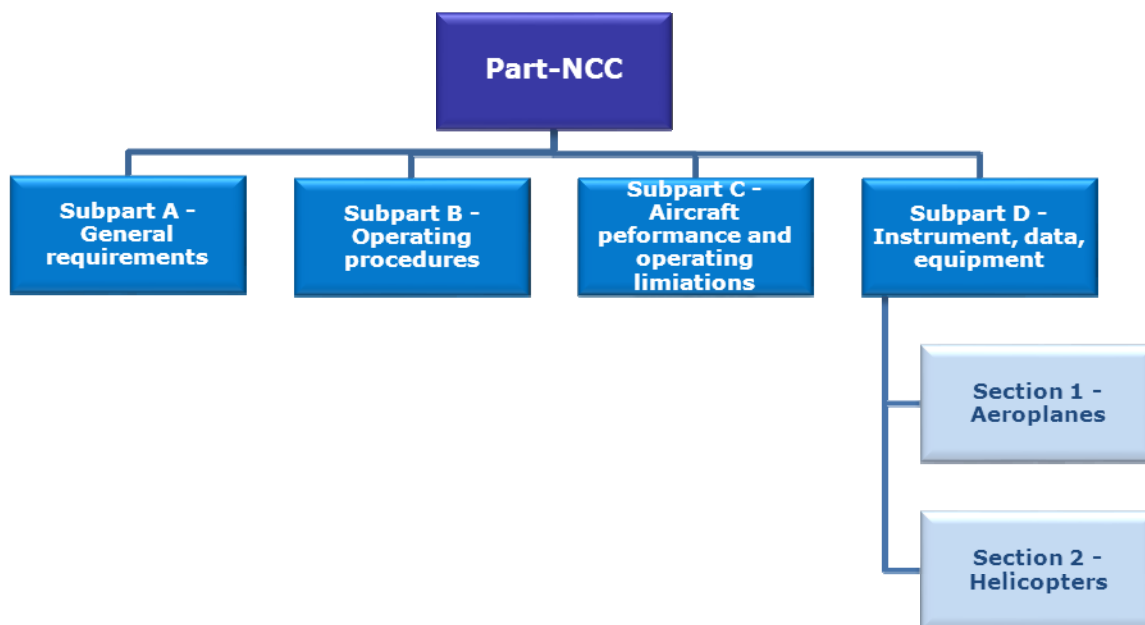 Part-NCC
Subpart A -
General
requirements
Subpart B -
Operating
procedures
Subpart C -
Aircraft
peformance and
operating
limiations
Subpart D -
Instrument, data,
equipment
Section 1 -
Aeroplanes
Section 2 -
Helicopters